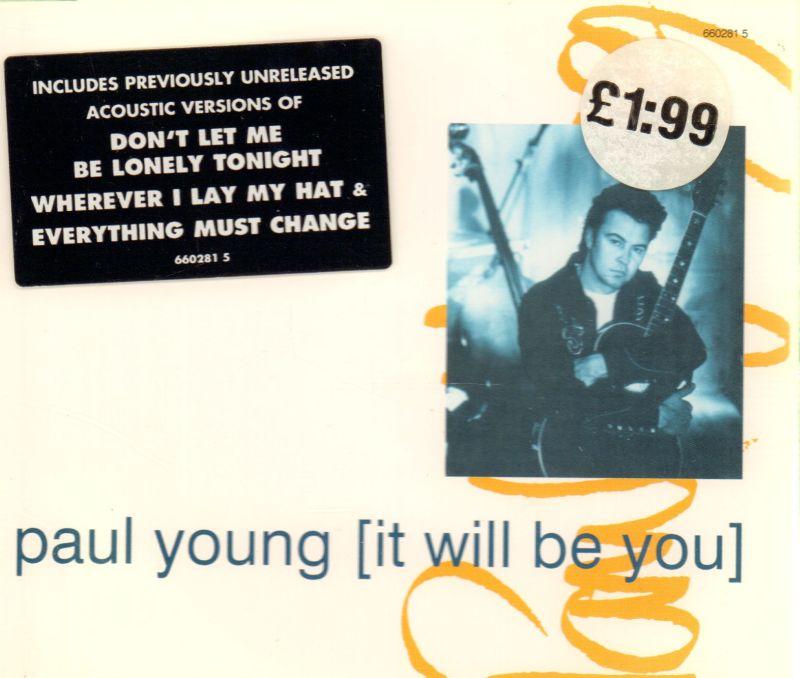 660281 5
£1:99
INCLUDES PREVIOUSLY UNRELEASED
ACOUSTIC VERSIONS OF
DON'T LET ME
BE LONELY TONIGHT
WHEREVER I LAY MY HAT &
EVERYTHING MUST CHANGE
660281 5
paul young [it will be you]